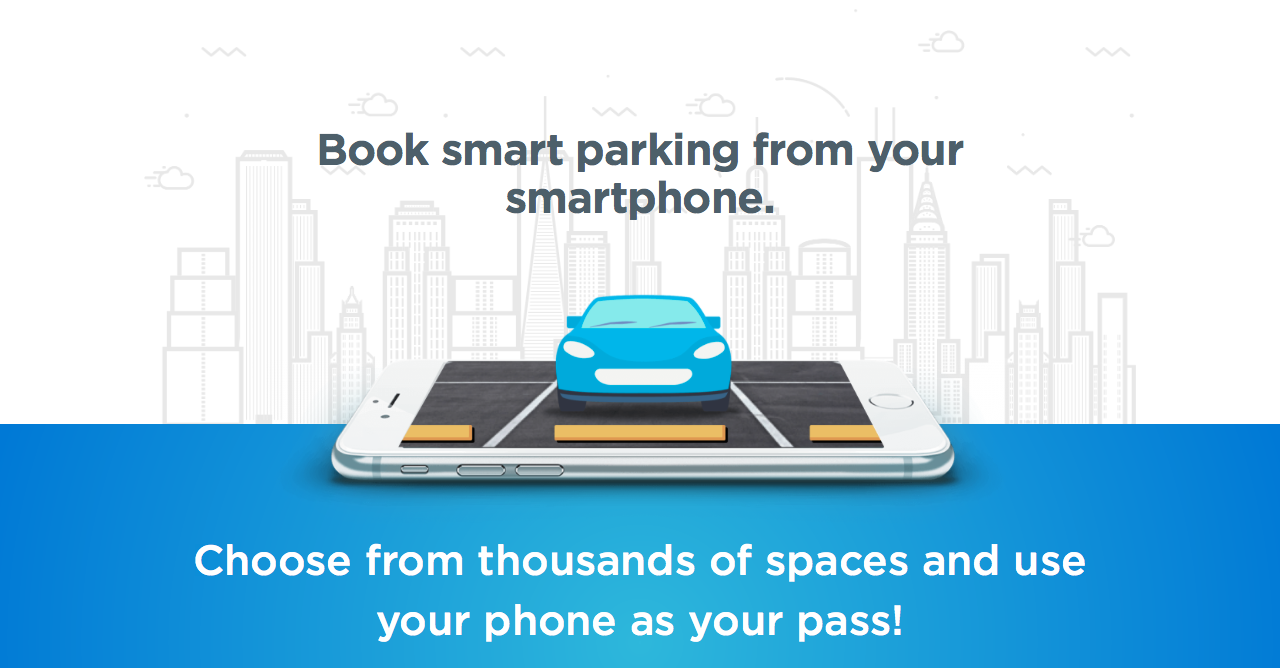 Book smart parking from your
smartphone.
Choose from thousands of spaces and use
your phone as your pass!